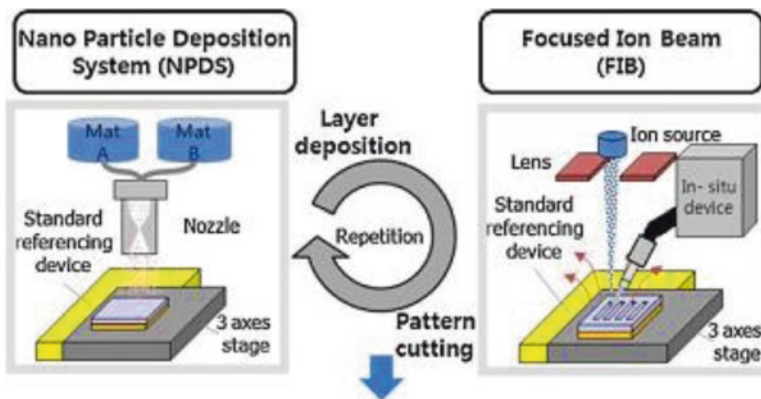 Nano Particle Deposition
System (NPDS)
Focused Ion Beam
(FIB)
Mat
A
Mat
B
Nozzle
Standard
referencing
device
3 axes
stage
Layer
deposition
Repetition
Pattern
cutting
Ion source
Lens
In- situ
device
Standard
referencing
device
3 axes
stage